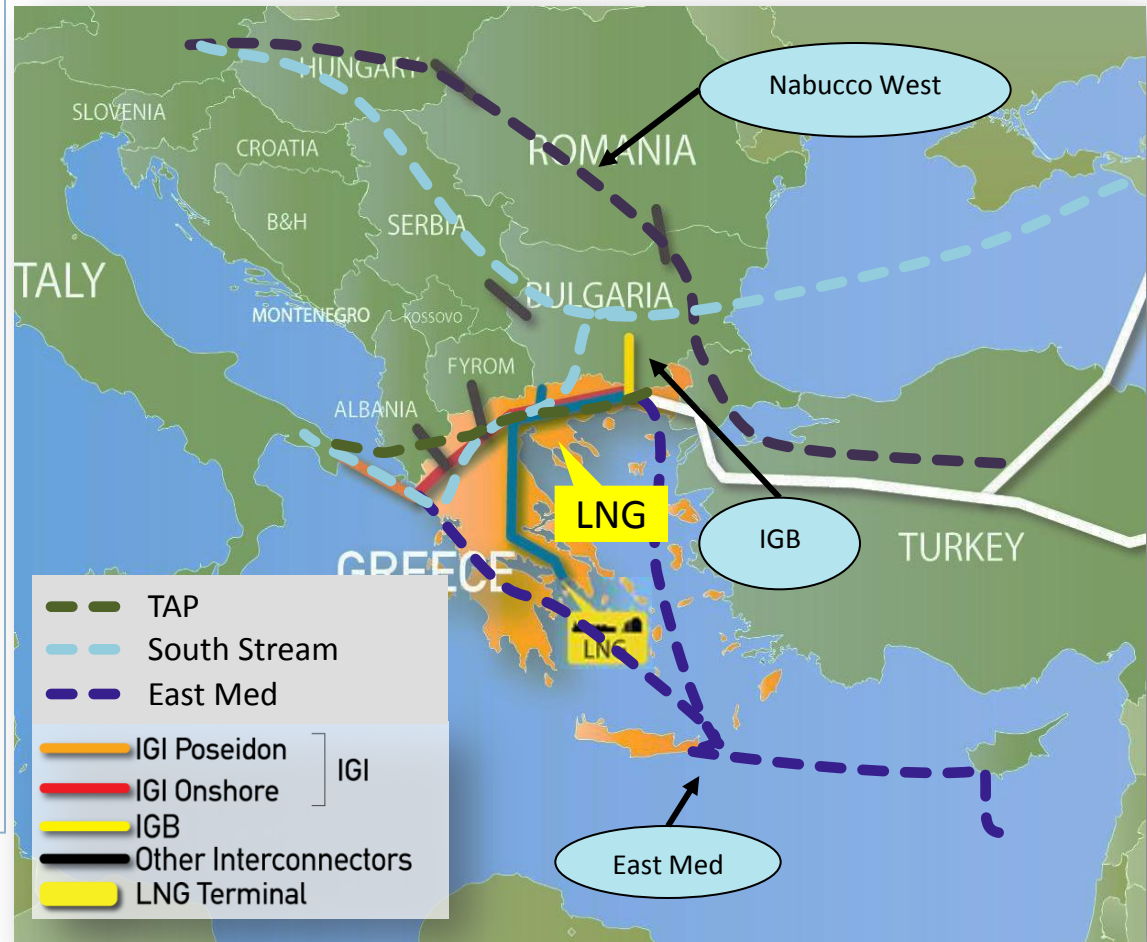 Nabucco West
HUNGARY
SLOVENIA
ROMANIA
CROATIA
B&H
SERBIA
ITALY
BULGARIA
MONTENEGRO
KOSSOVO
FYROM
ALBANIA
LNG
IGB
TURKEY
GREECE
LNG
TAP
South Stream
East Med
IGI Poseidon
IGI
IGI Onshore
IGB
Other Interconnectors
LNG Terminal
East Med